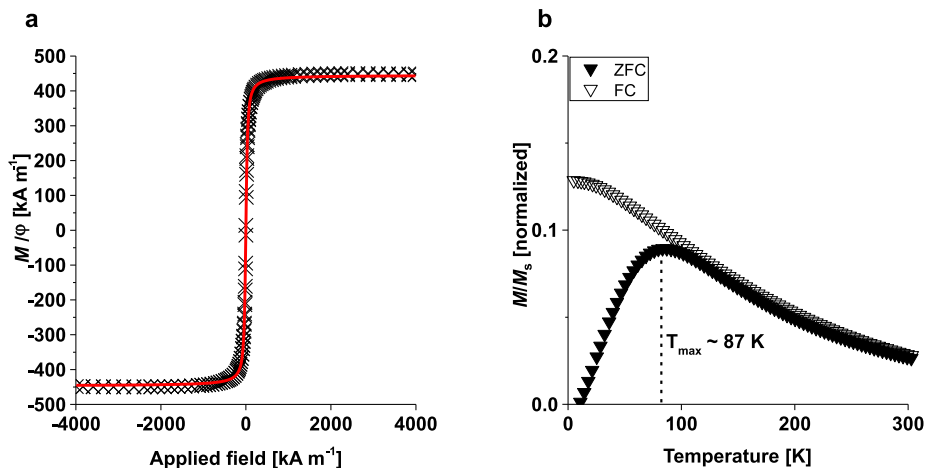 a
M/φ [kA m⁻¹]
500
400
300
200
100
0
-100
-200
-300
-400
-500
-4000 -2000 0 2000 4000
Applied field [kA m⁻¹]
b
M/Mₛ [normalized]
0.2
0.1
0.0
ZFC
FC
Tₘₐₓ ~ 87 K
0 100 200 300
Temperature [K]